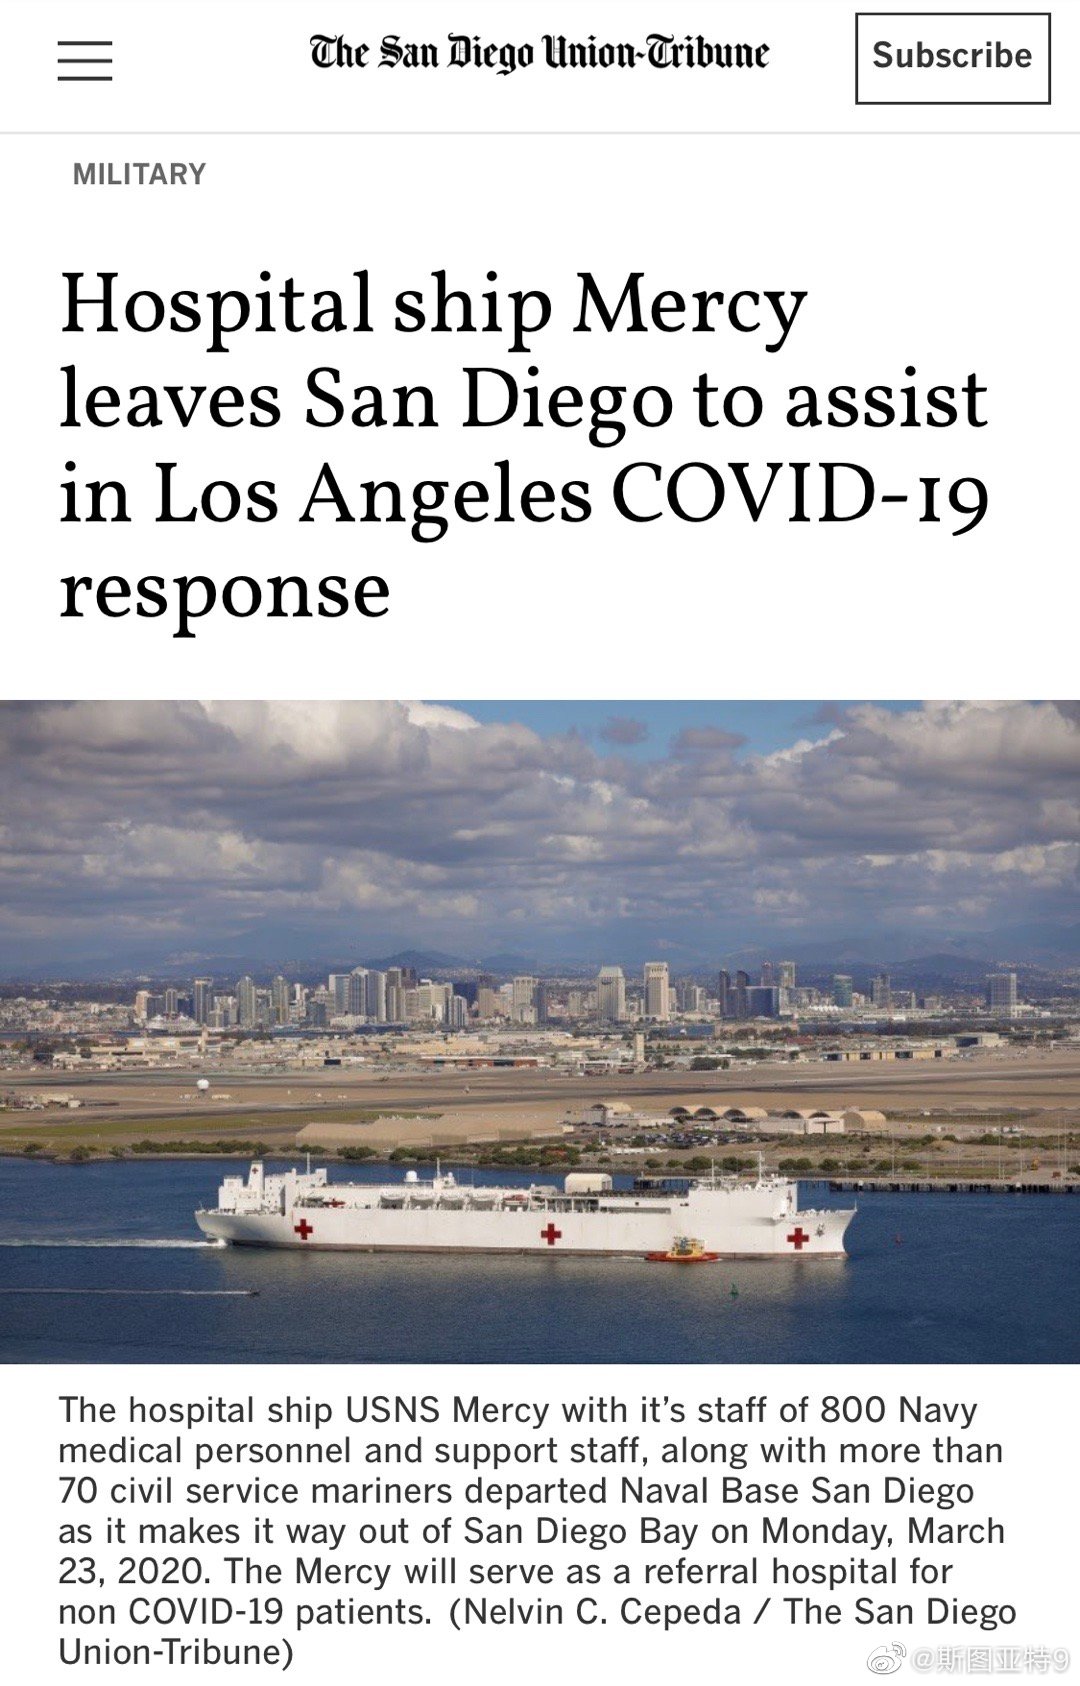 The San Diego Union-Tribune
Subscribe
MILITARY
Hospital ship Mercy
leaves San Diego to assist
in Los Angeles COVID-19
response
The hospital ship USNS Mercy with it’s staff of 800 Navy
medical personnel and support staff, along with more than
70 civil service mariners departed Naval Base San Diego
as it makes it way out of San Diego Bay on Monday, March
23, 2020. The Mercy will serve as a referral hospital for
non COVID-19 patients. (Nelvin C. Cepeda / The San Diego
Union-Tribune)
@斯图亚特9